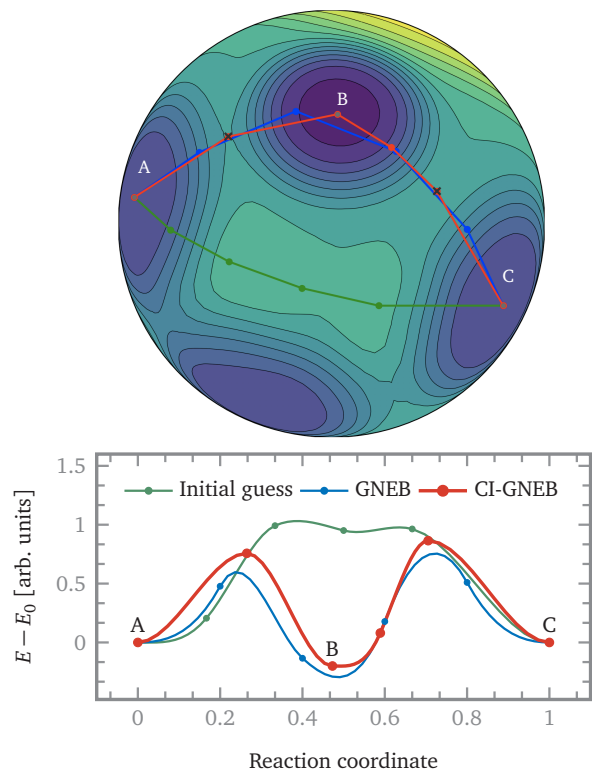 B
A
C
1.5
1
0.5
0
E − E₀ [arb. units]
Initial guess GNEB CI-GNEB
A
B
C
0 0.2 0.4 0.6 0.8 1
Reaction coordinate